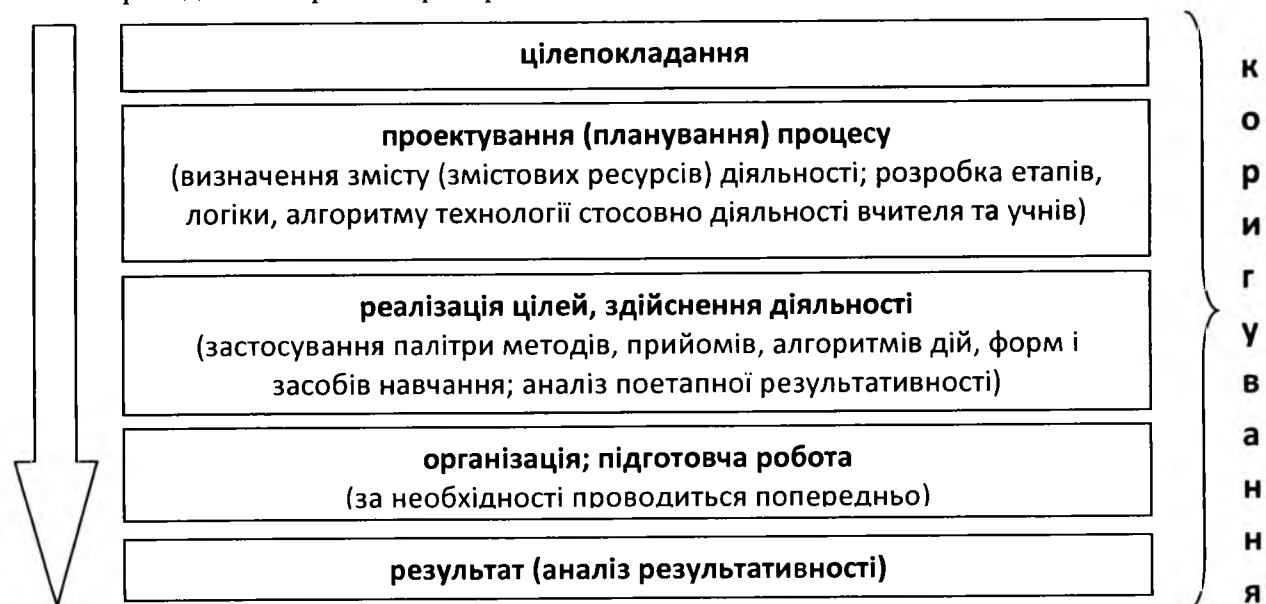 цілепокладання
проектування (планування) процесу
(визначення змісту (змістових ресурсів) діяльності; розробка етапів,
логіки, алгоритму технології стосовно діяльності вчителя та учнів)
реалізація цілей, здійснення діяльності
(застосування палітри методів, прийомів, алгоритмів дій, форм і
засобів навчання; аналіз поетапної результативності)
організація; підготовча робота
(за необхідності проводиться попередньо)
результат (аналіз результативності)
коригування